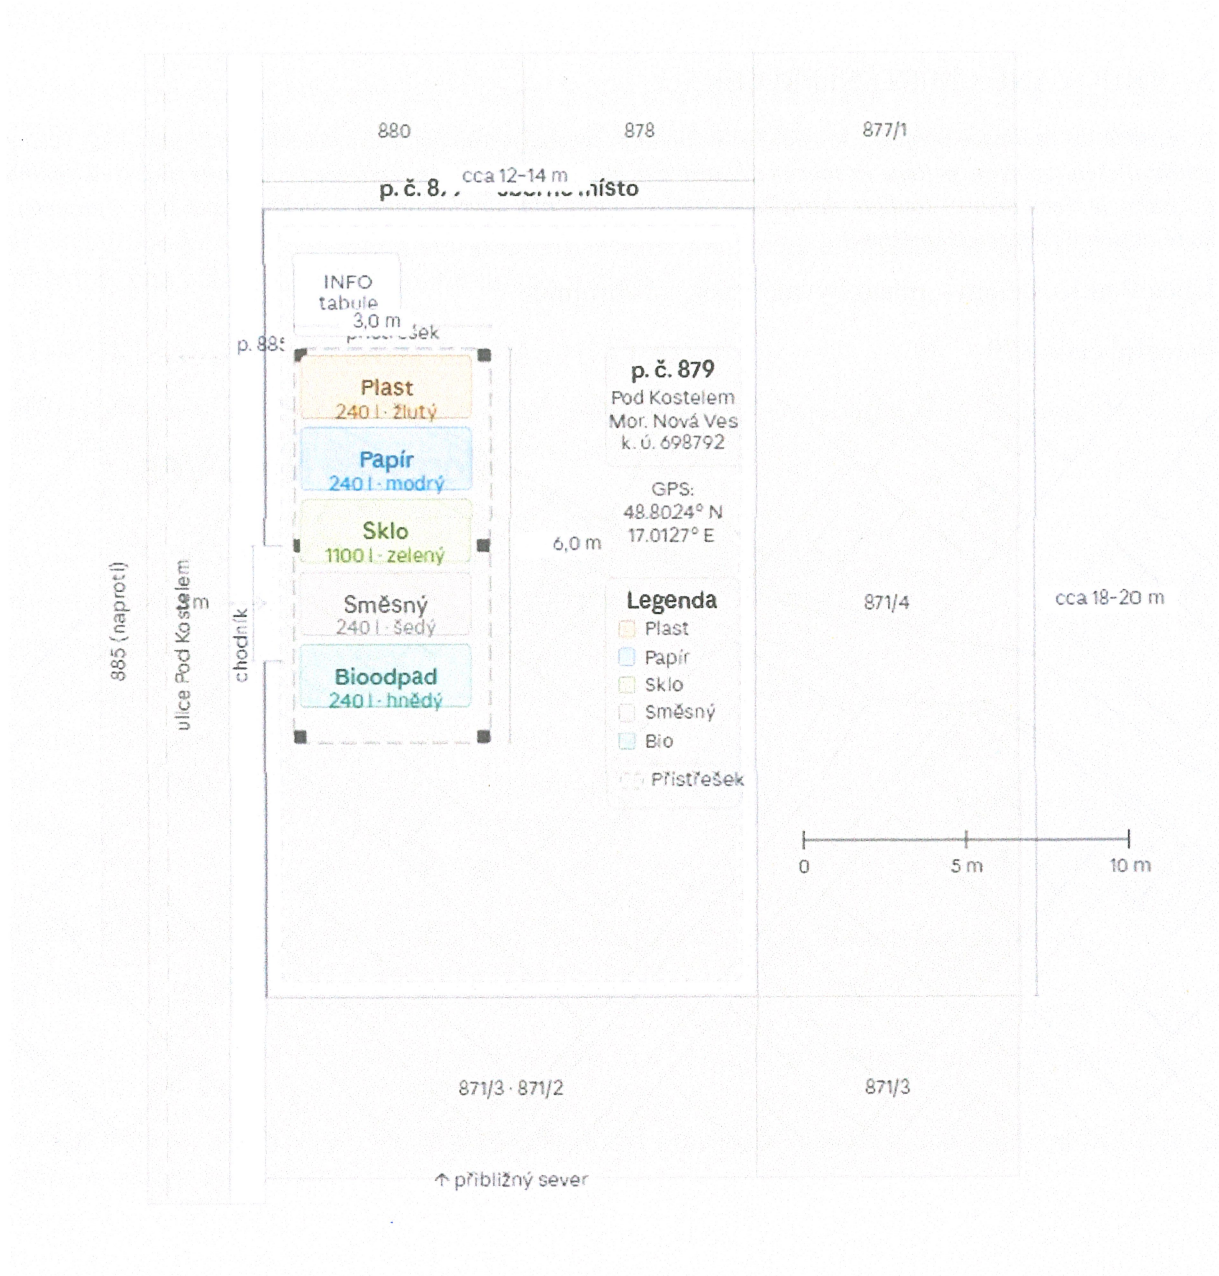 880
878
877/1
cca 12-14 m
p. č. 8
místo
INFO
tabule
3,0 m
p. 885
Plast
240 l · žlutý
Papír
240 l · modrý
Sklo
1100 l · zelený
Směsný
240 l · šedý
Bioodpad
240 l · hnědý
6,0 m
p. č. 879
Pod Kostelem
Mor. Nová Ves
k. ú. 698792
GPS:
48.8024° N
17.0127° E
Legenda
Plast
Papír
Sklo
Směsný
Bio
Přístřešek
885 (naproti)
ulice Pod Kostelem
m
chodník
871/4
cca 18-20 m
0
5 m
10 m
871/3 · 871/2
871/3
↑ přibližný sever